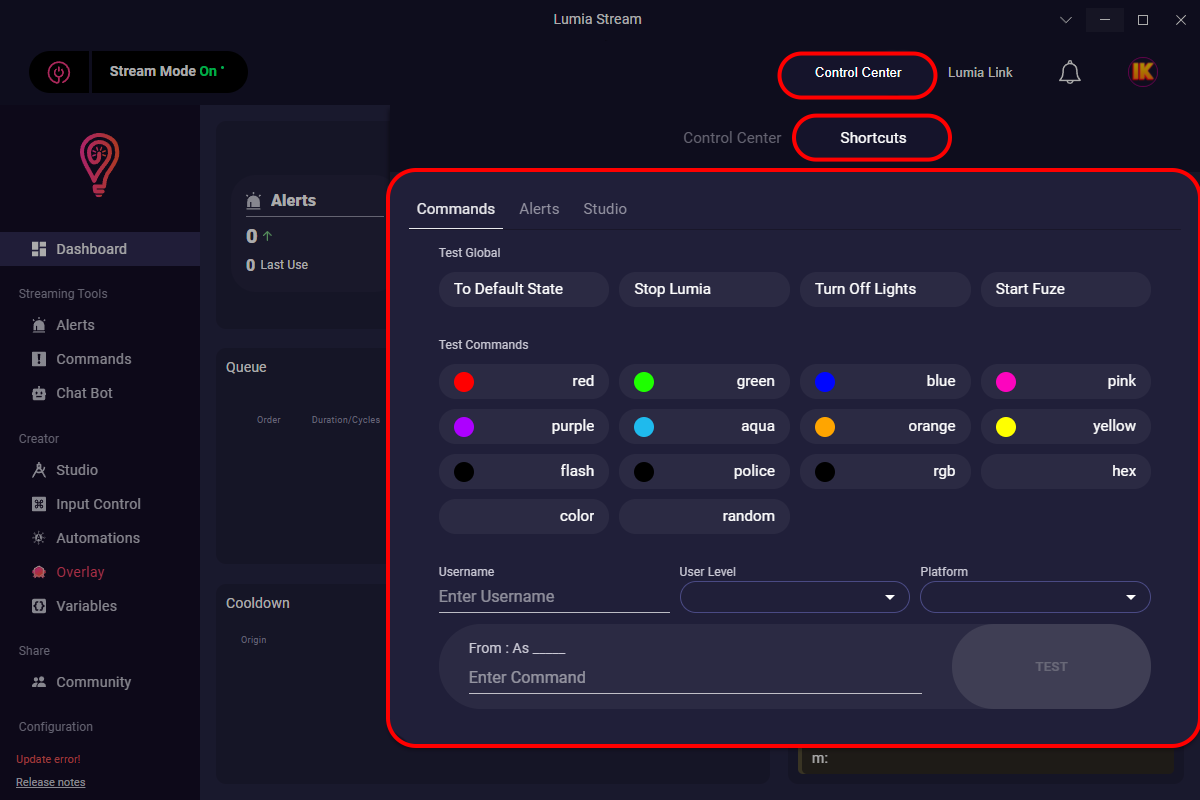 Lumia Stream
Stream Mode On
Control Center
Lumia Link
IK
Control Center
Shortcuts
Dashboard
Streaming Tools
Alerts
Commands
Chat Bot
Creator
Studio
Input Control
Automations
Overlay
Variables
Share
Community
Configuration
Update error!
Release notes
Alerts
0
0 Last Use
Queue
Order Duration/Cycles
Cooldown
Origin
Commands Alerts Studio
Test Global
To Default State Stop Lumia Turn Off Lights Start Fuze
Test Commands
red green blue pink
purple aqua orange yellow
flash police rgb hex
color random
Username User Level Platform
Enter Username
From : As _____
Enter Command
TEST
m: